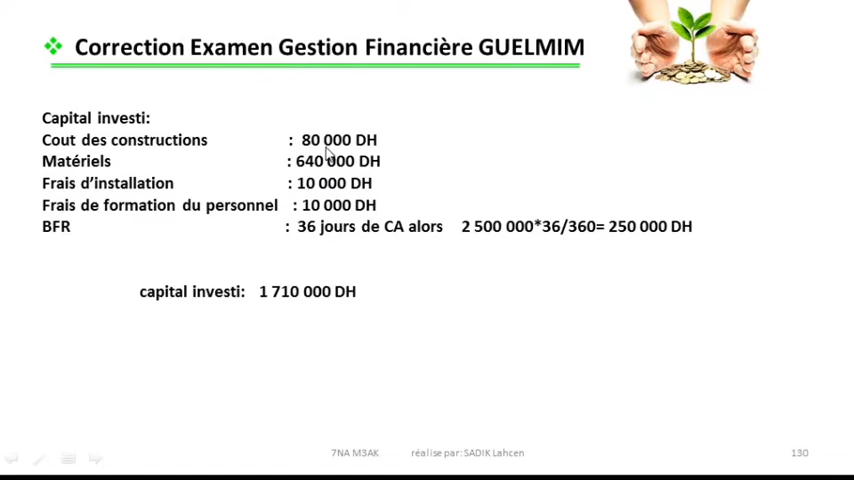 Correction Examen Gestion Financière GUELMIM
Capital investi:
Cout des constructions : 80 000 DH
Matériels : 640 000 DH
Frais d’installation : 10 000 DH
Frais de formation du personnel : 10 000 DH
BFR : 36 jours de CA alors 2 500 000*36/360= 250 000 DH
capital investi: 1 710 000 DH
7NA M3AK réalise par: SADIK Lahcen 130